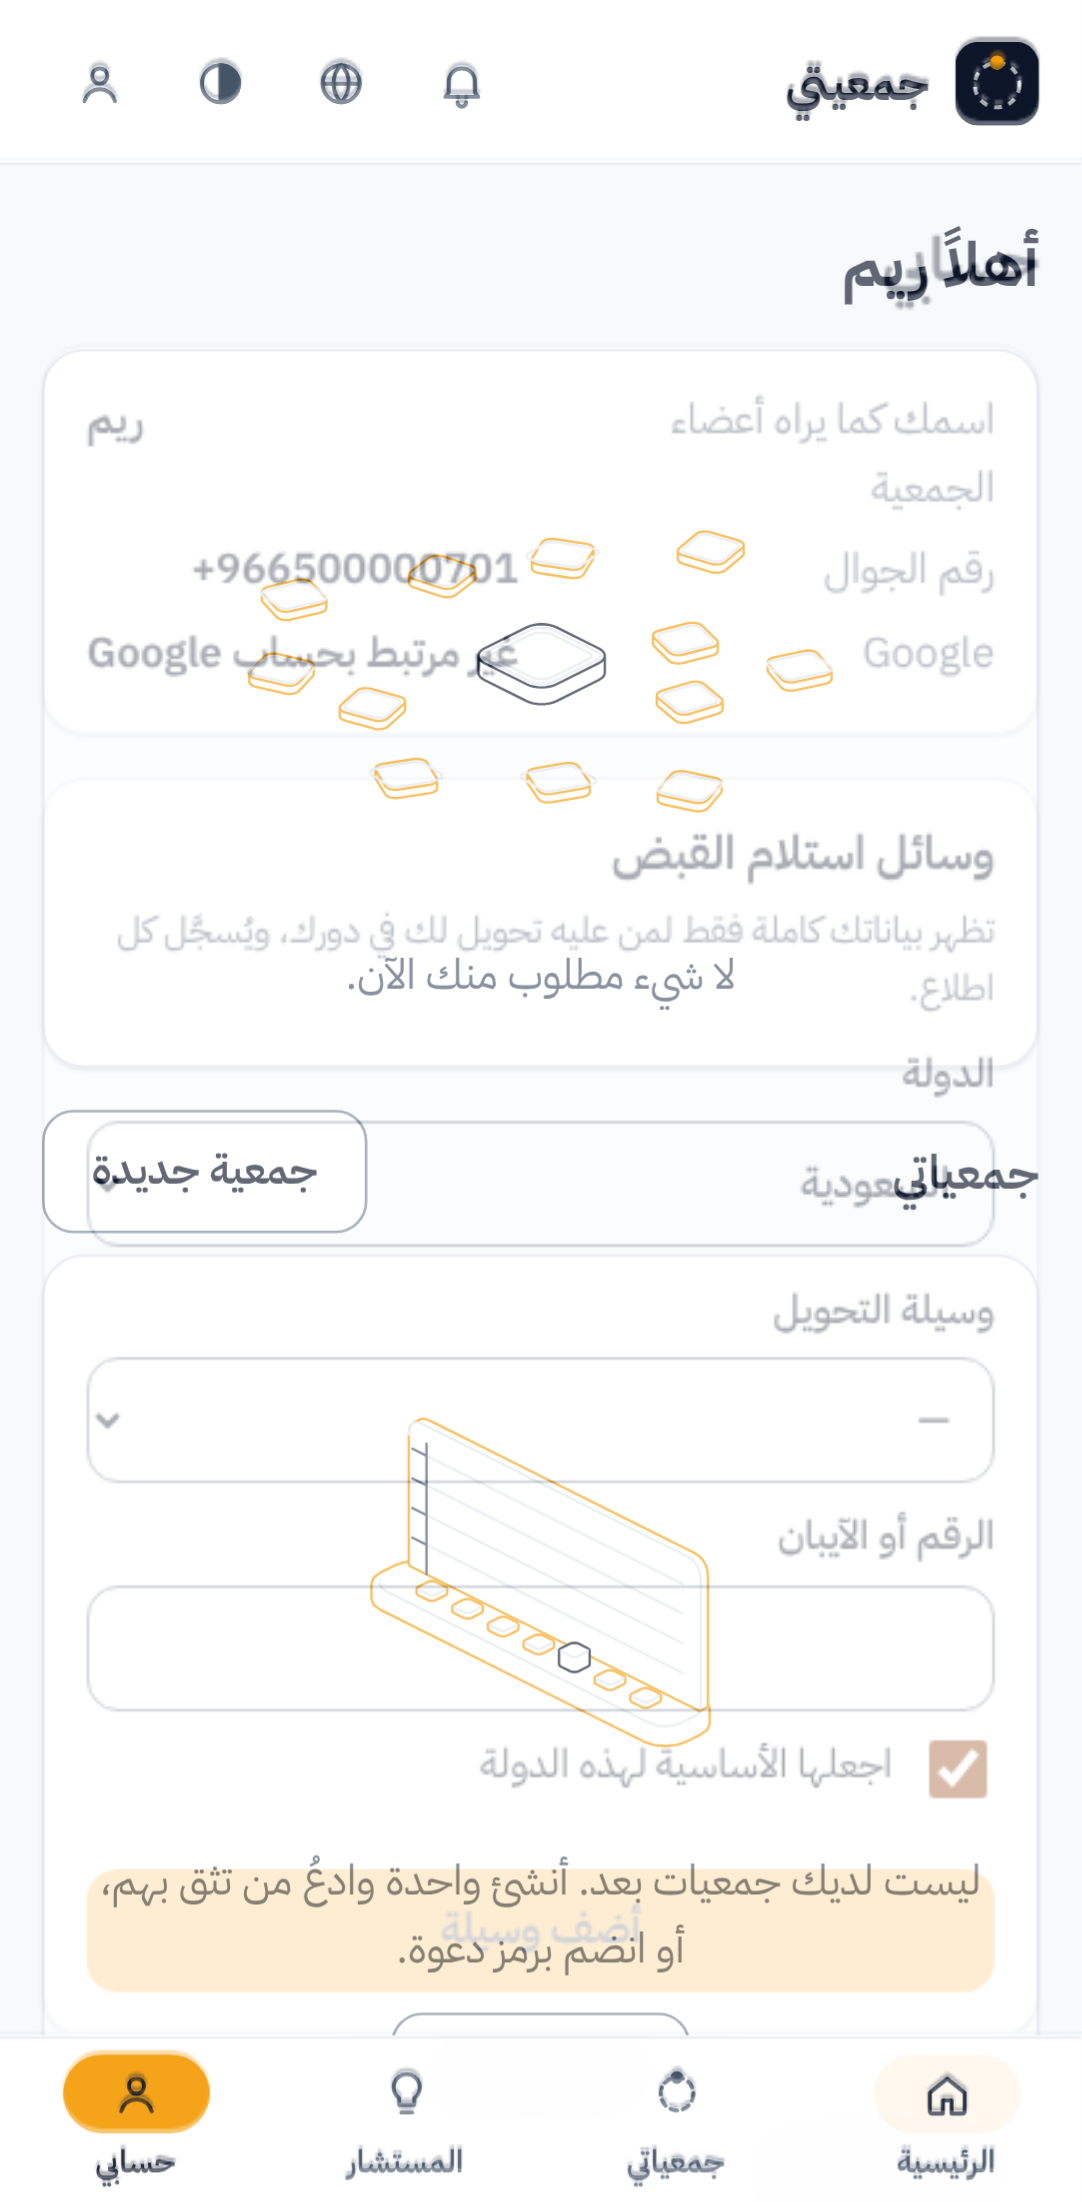 جمعيتي
أهلاً ريم
حسابي
اسمك كما يراه أعضاء الجمعية
ريم
رقم الجوال
+966500000701
Google
غير مرتبط بحساب Google
وسائل استلام القبض
تظهر بياناتك كاملة فقط لمن عليه تحويل لك في دورك، ويُسجَّل كل
اطلاع.
لا شيء مطلوب منك الآن.
الدولة
السعودية
جمعياتي
جمعية جديدة
وسيلة التحويل
—
الرقم أو الآيبان
اجعلها الأساسية لهذه الدولة
أضف وسيلة
ليست لديك جمعيات بعد. أنشئ واحدة وادعُ من تثق بهم،
أو انضم برمز دعوة.
الرئيسية
جمعياتي
المستشار
حسابي